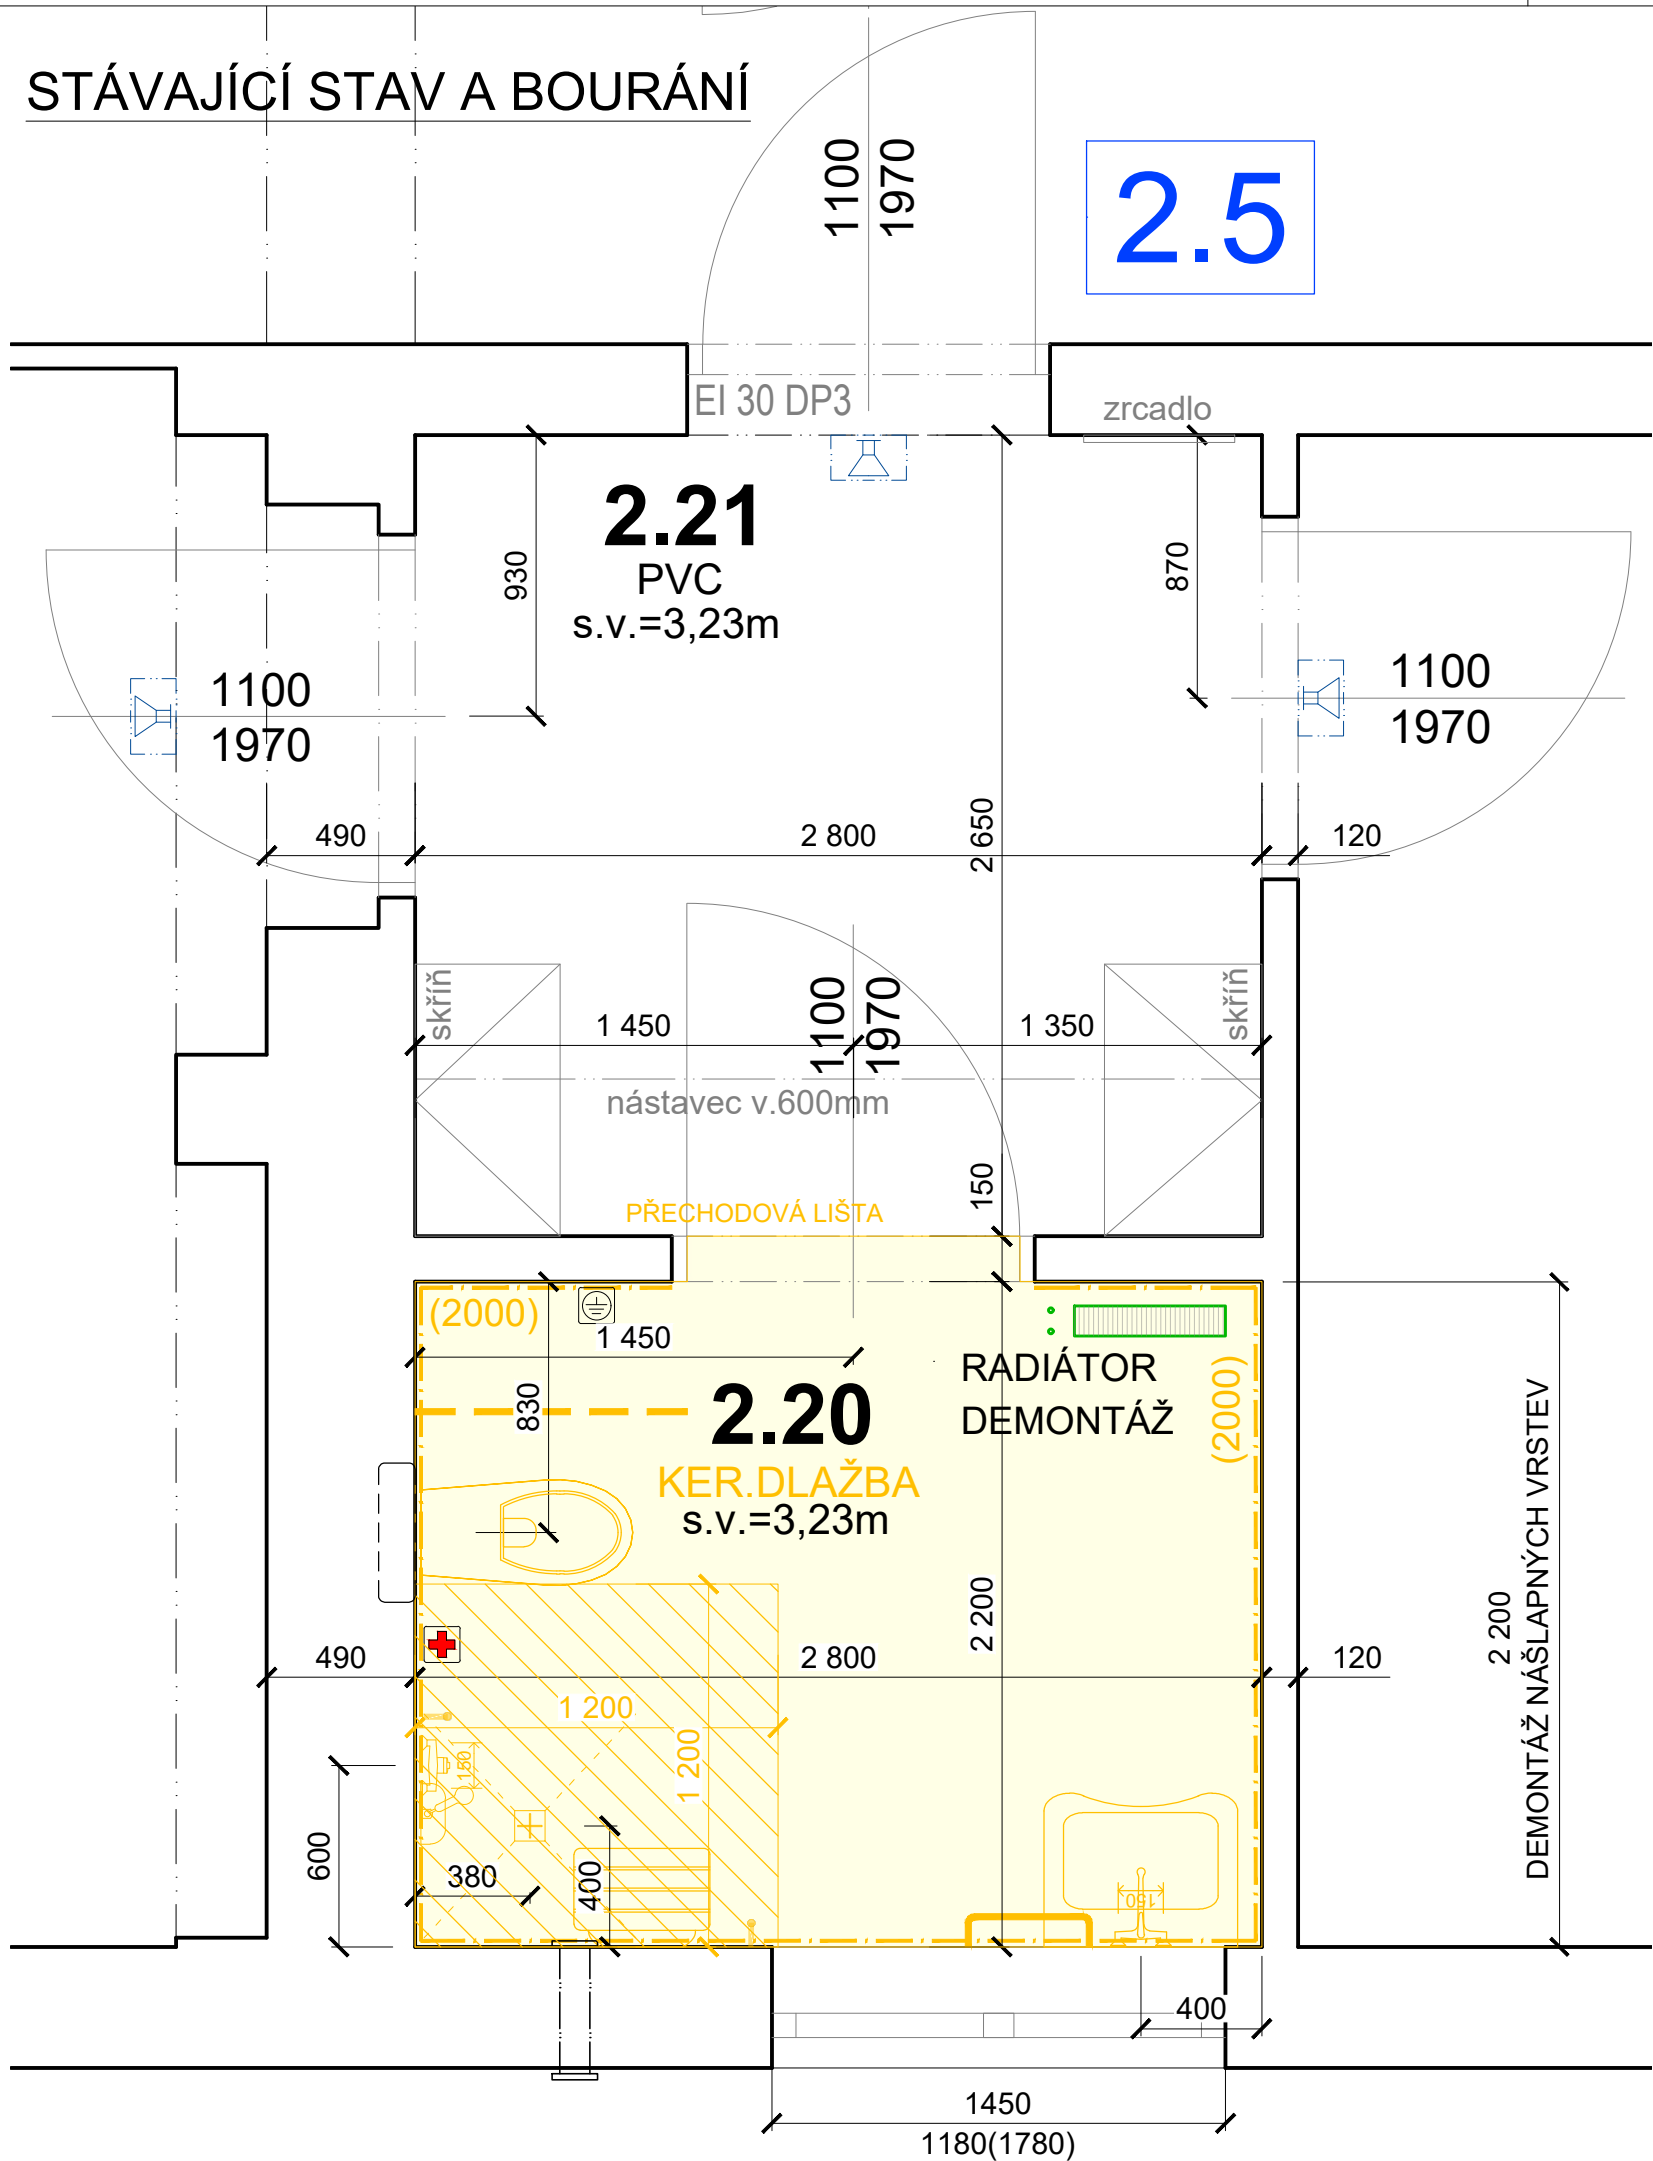 STÁVAJÍCÍ STAV A BOURÁNÍ
1100
1970
2.5
EI 30 DP3
zrcadlo
2.21
PVC
s.v.=3,23m
930
870
1100
1970
1100
1970
490
2 800
2 650
120
skříň
skříň
1 450
1100
1970
1 350
nástavec v.600mm
150
PŘECHODOVÁ LIŠTA
(2000)
1 450
830
2.20
KER.DLAŽBA
s.v.=3,23m
RADIÁTOR
DEMONTÁŽ
(2000)
2 200
DEMONTÁŽ NÁŠLAPNÝCH VRSTEV
2 200
490
2 800
120
1 200
1 200
150
600
380
400
150
400
1450
1180(1780)